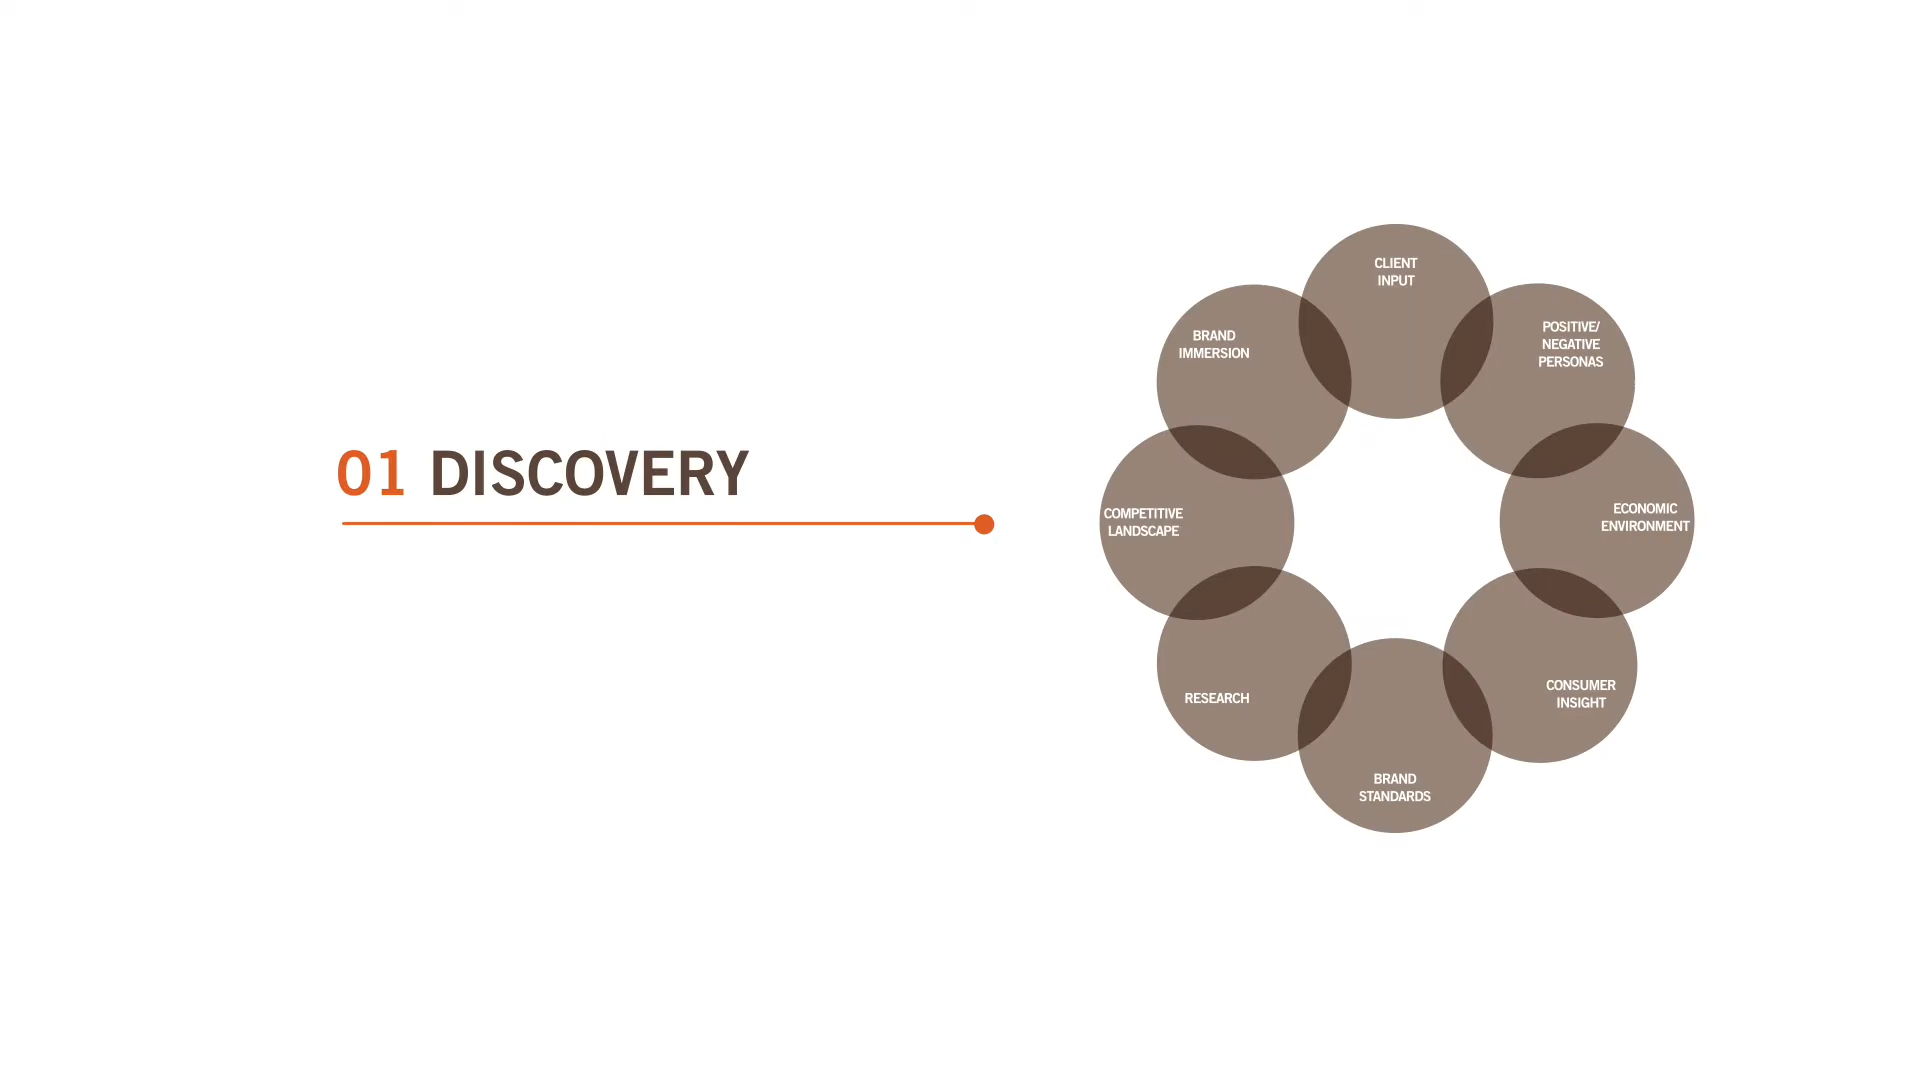 01 DISCOVERY
CLIENT
INPUT
POSITIVE/
NEGATIVE
PERSONAS
ECONOMIC
ENVIRONMENT
CONSUMER
INSIGHT
BRAND
STANDARDS
RESEARCH
COMPETITIVE
LANDSCAPE
BRAND
IMMERSION